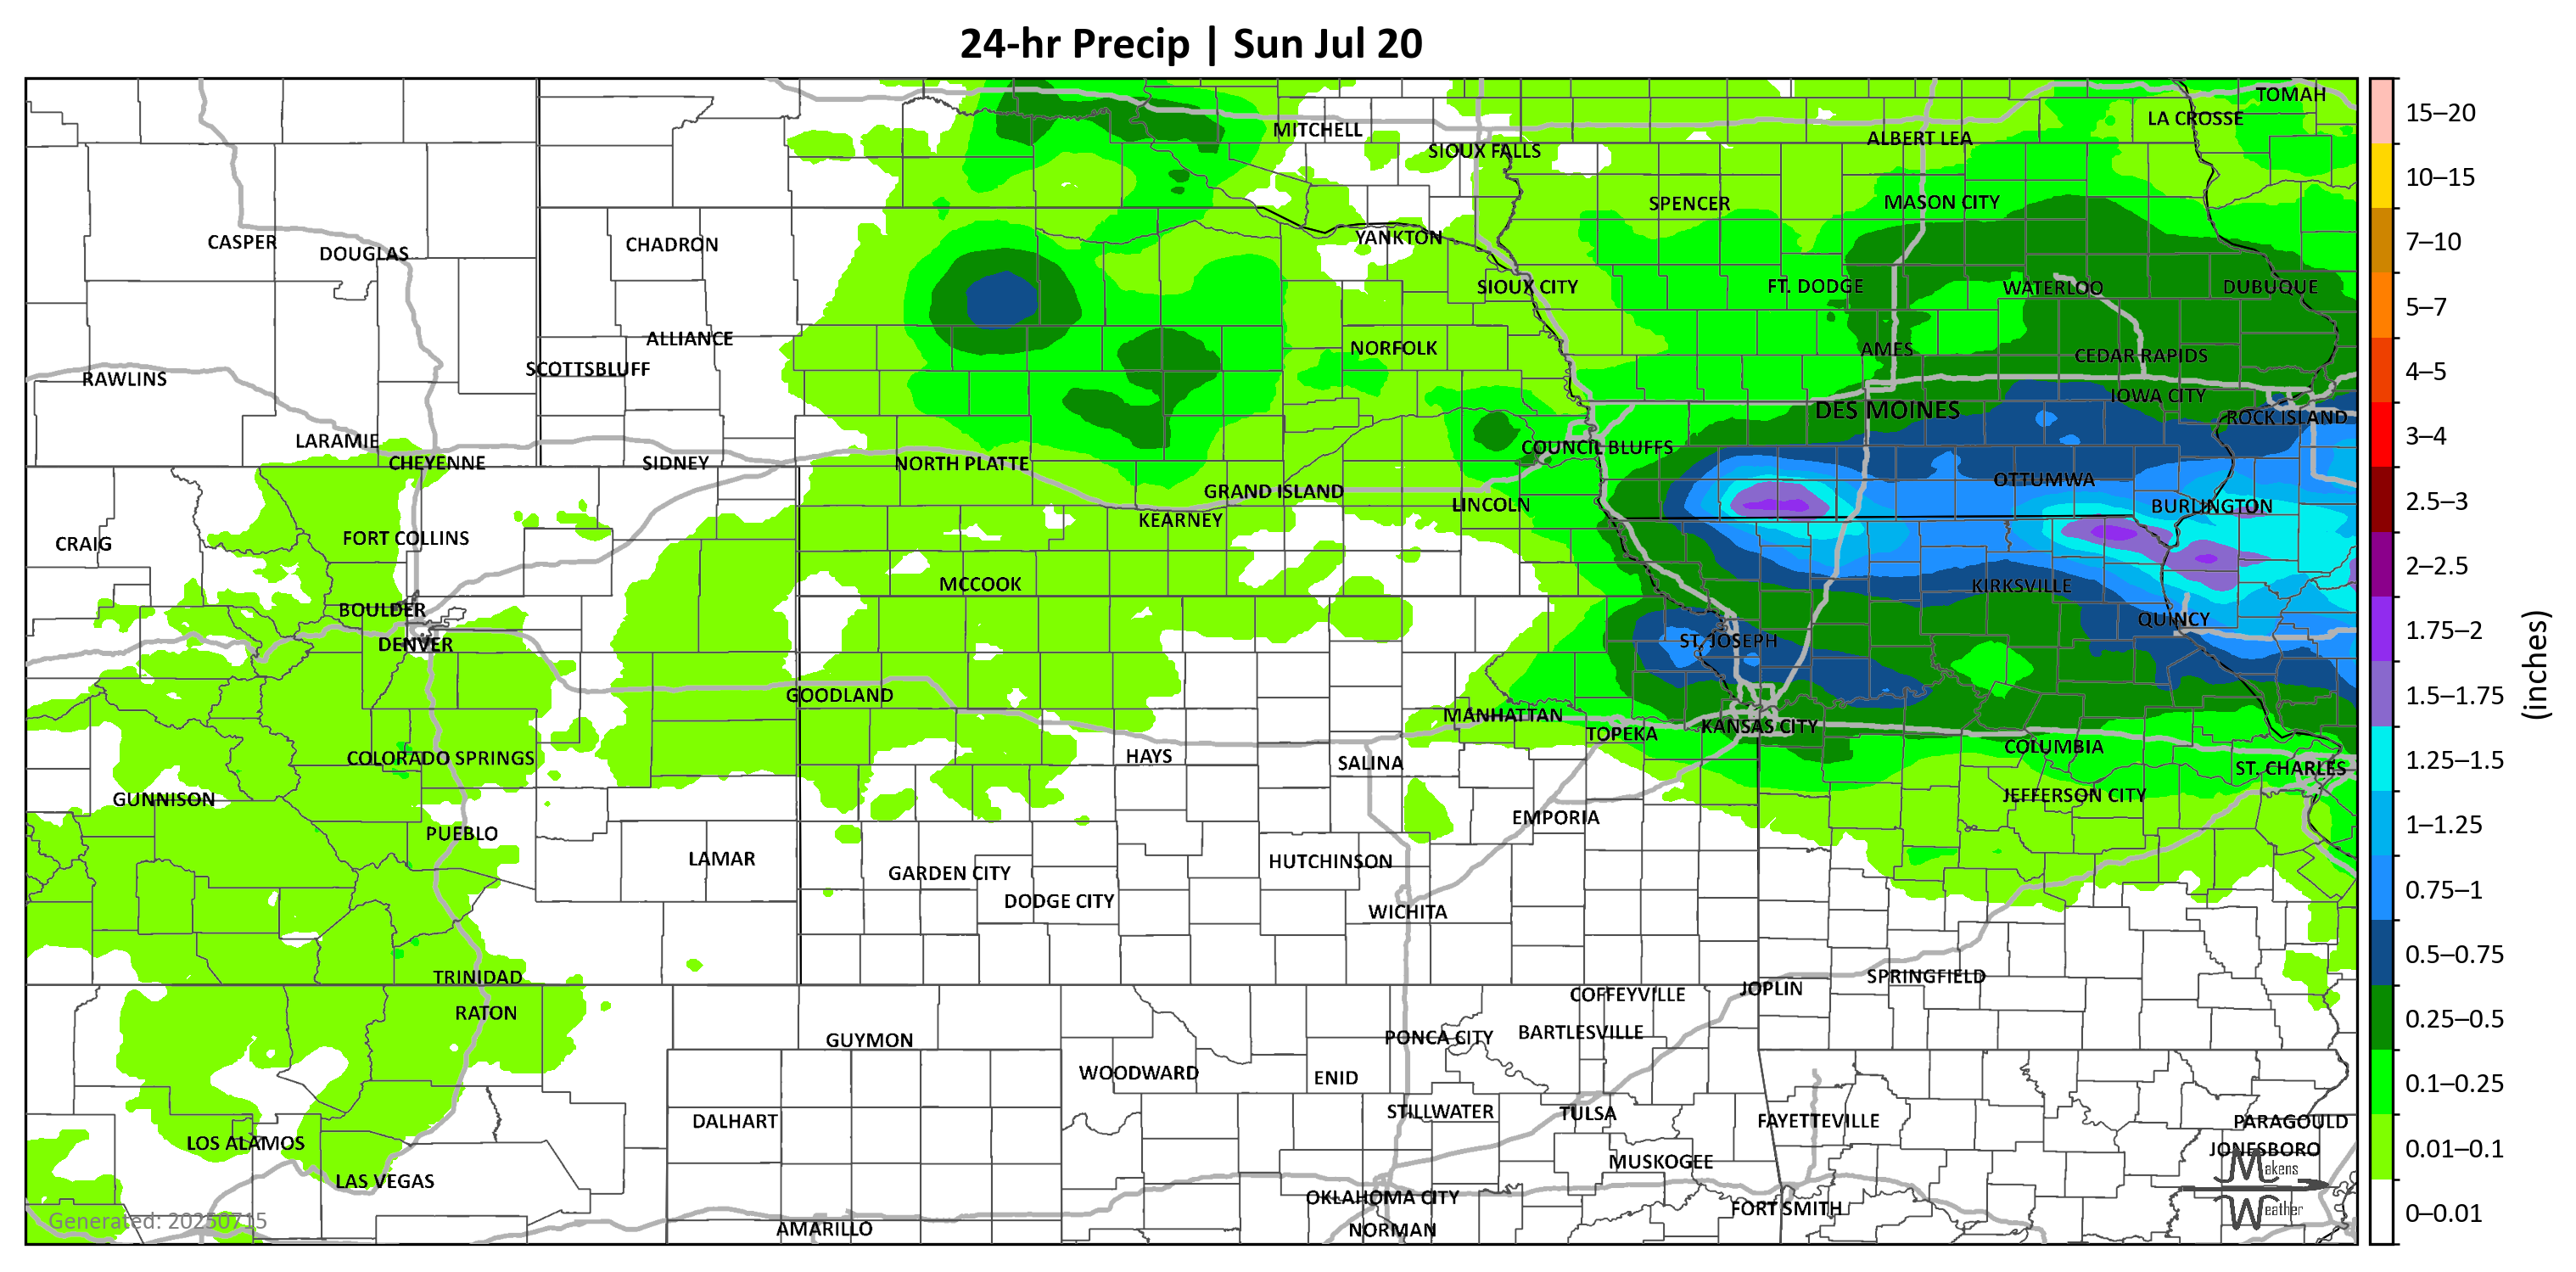 24-hr Precip | Sun Jul 20
TOMAH
LA CROSSE
MITCHELL
ALBERT LEA
SIOUX FALLS
SPENCER
MASON CITY
YANKTON
CASPER
CHADRON
DOUGLAS
SIOUX CITY
FT. DODGE
WATERLOO
DUBUQUE
ALLIANCE
NORFOLK
AMES
CEDAR RAPIDS
SCOTTSBLUFF
RAWLINS
IOWA CITY
DES MOINES
ROCK ISLAND
LARAMIE
COUNCIL BLUFFS
CHEYENNE
SIDNEY
NORTH PLATTE
OTTUMWA
GRAND ISLAND
LINCOLN
BURLINGTON
KEARNEY
FORT COLLINS
CRAIG
MCCOOK
KIRKSVILLE
BOULDER
QUINCY
DENVER
ST. JOSEPH
GOODLAND
MANHATTAN
KANSAS CITY
TOPEKA
COLUMBIA
COLORADO SPRINGS
HAYS
SALINA
ST. CHARLES
GUNNISON
JEFFERSON CITY
EMPORIA
PUEBLO
LAMAR
HUTCHINSON
GARDEN CITY
DODGE CITY
WICHITA
TRINIDAD
SPRINGFIELD
JOPLIN
COFFEYVILLE
RATON
BARTLESVILLE
PONCA CITY
GUYMON
WOODWARD
ENID
STILLWATER
TULSA
DALHART
FAYETTEVILLE
PARAGOULD
LOS ALAMOS
JONESBORO
MUSKOGEE
LAS VEGAS
OKLAHOMA CITY
FORT SMITH
AMARILLO
NORMAN
Generated: 20250715
Makens
Weather
15–20
10–15
7–10
5–7
4–5
3–4
2.5–3
2–2.5
1.75–2
1.5–1.75
1.25–1.5
1–1.25
0.75–1
0.5–0.75
0.25–0.5
0.1–0.25
0.01–0.1
0–0.01
(inches)